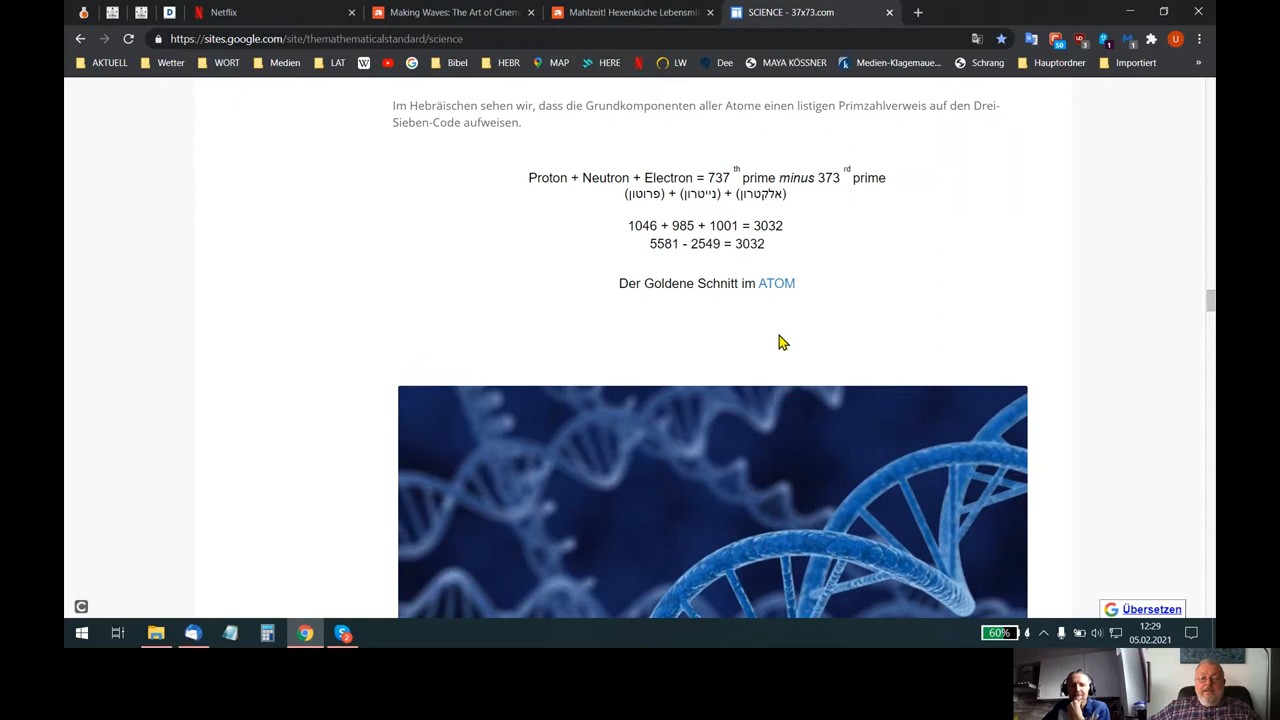 Netflix
Making Waves: The Art of Cinem
Mahlzeit! Hexenküche Lebensmi
SCIENCE - 37x73.com
https://sites.google.com/site/themathematicalstandard/science
AKTUELL Wetter WORT Medien LAT Bibel HEBR MAP HERE LW Dee MAYA KÖSSNER Medien-Klagemaue... Schrang Hauptordner Importiert
Im Hebräischen sehen wir, dass die Grundkomponenten aller Atome einen listigen Primzahlverweis auf den Drei-
Sieben-Code aufweisen.
Proton + Neutron + Electron = 737 th prime minus 373 rd prime
(פרוטון) + (נייטרון) + (אלקטרון)
1046 + 985 + 1001 = 3032
5581 - 2549 = 3032
Der Goldene Schnitt im ATOM
Übersetzen
60%
12:29
05.02.2021